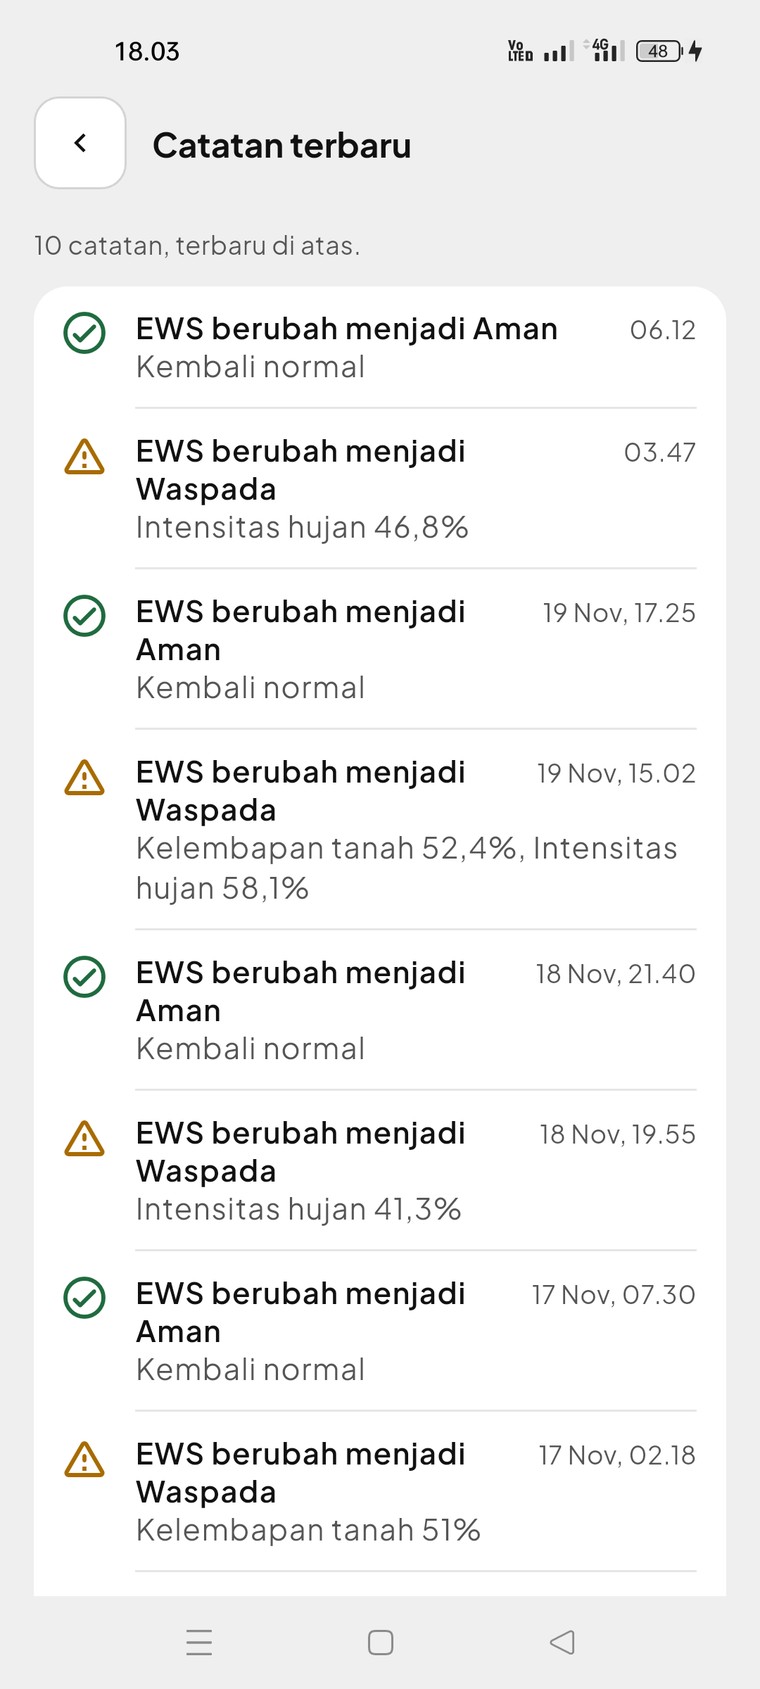 18.03
Vo
LTE D
4G
48
Catatan terbaru
10 catatan, terbaru di atas.
EWS berubah menjadi Aman
06.12
Kembali normal
EWS berubah menjadi
03.47
Waspada
Intensitas hujan 46,8%
EWS berubah menjadi
19 Nov, 17.25
Aman
Kembali normal
EWS berubah menjadi
19 Nov, 15.02
Waspada
Kelembapan tanah 52,4%, Intensitas
hujan 58,1%
EWS berubah menjadi
18 Nov, 21.40
Aman
Kembali normal
EWS berubah menjadi
18 Nov, 19.55
Waspada
Intensitas hujan 41,3%
EWS berubah menjadi
17 Nov, 07.30
Aman
Kembali normal
EWS berubah menjadi
17 Nov, 02.18
Waspada
Kelembapan tanah 51%